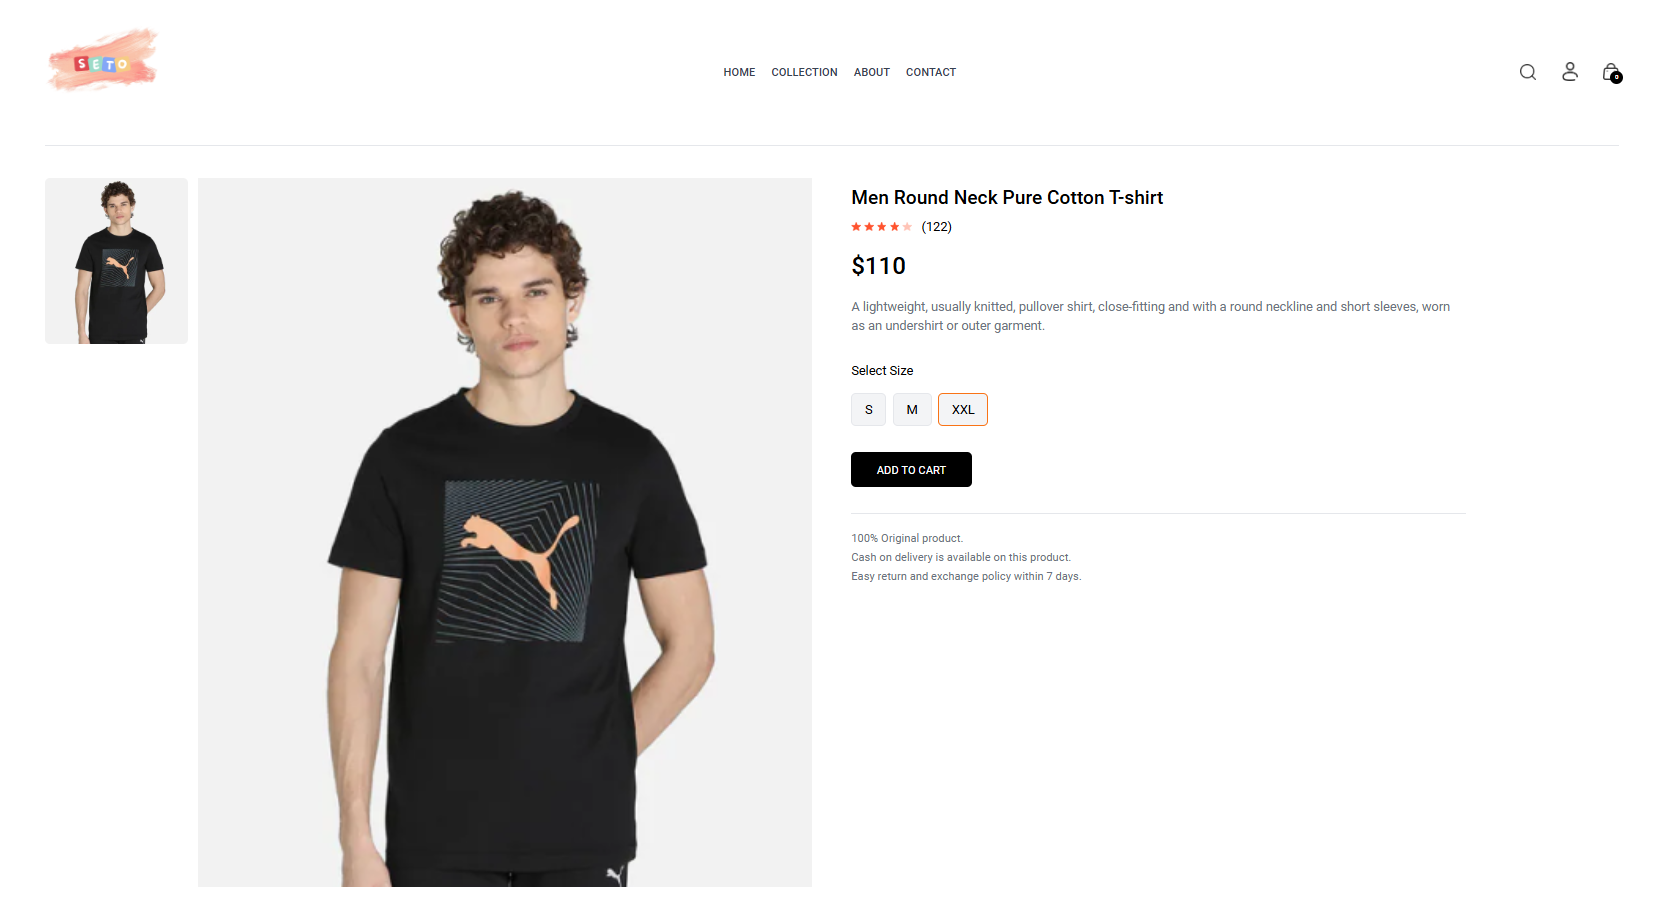 SETO
HOME COLLECTION ABOUT CONTACT
0
Men Round Neck Pure Cotton T-shirt
(122)
$110
A lightweight, usually knitted, pullover shirt, close-fitting and with a round neckline and short sleeves, worn
as an undershirt or outer garment.
Select Size
S M XXL
ADD TO CART
100% Original product.
Cash on delivery is available on this product.
Easy return and exchange policy within 7 days.